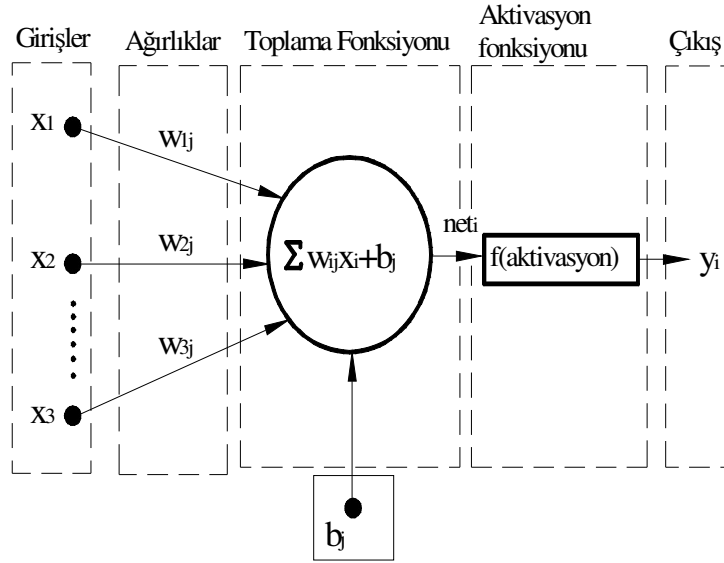 Girişler
Ağırlıklar
Toplama Fonksiyonu
Aktivasyon
fonksiyonu
Çıkış
x1
w1j
x2
w2j
x3
w3j
Σ wijxi+bj
neti
f(aktivasyon)
yi
bj